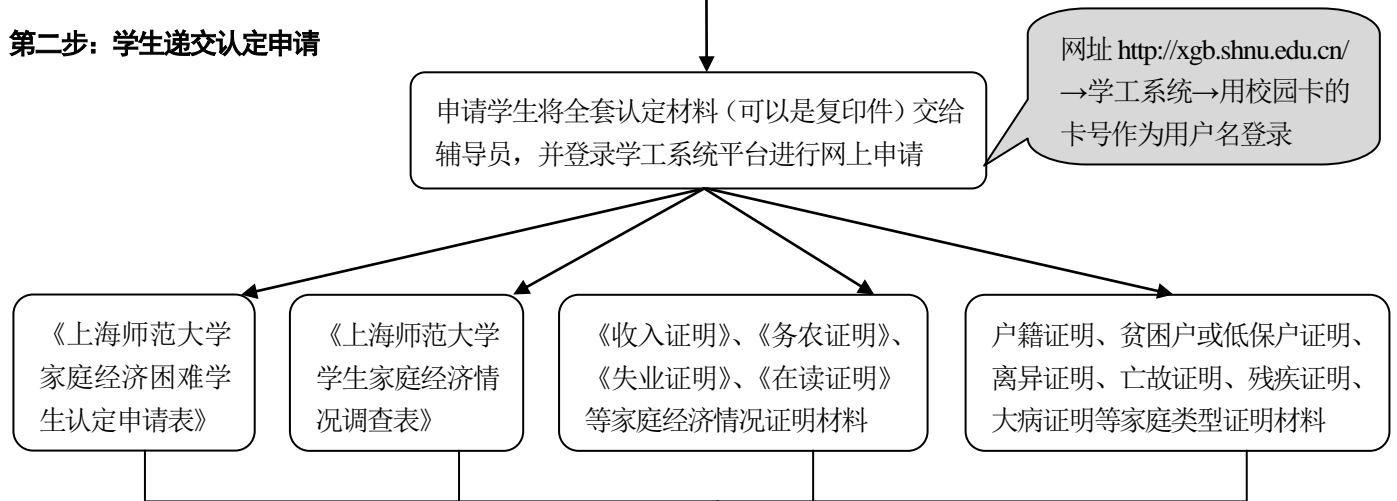 第二步：学生递交认定申请
网址 http://xgb.shnu.edu.cn/
→学工系统→用校园卡的
卡号作为用户名登录
申请学生将全套认定材料（可以是复印件）交给
辅导员，并登录学工系统平台进行网上申请
《上海师范大学
家庭经济困难学
生认定申请表》
《上海师范大学
学生家庭经济情
况调查表》
《收入证明》、《务农证明》、
《失业证明》、《在读证明》
等家庭经济情况证明材料
户籍证明、贫困户或低保户证明、
离异证明、亡故证明、残疾证明、
大病证明等家庭类型证明材料